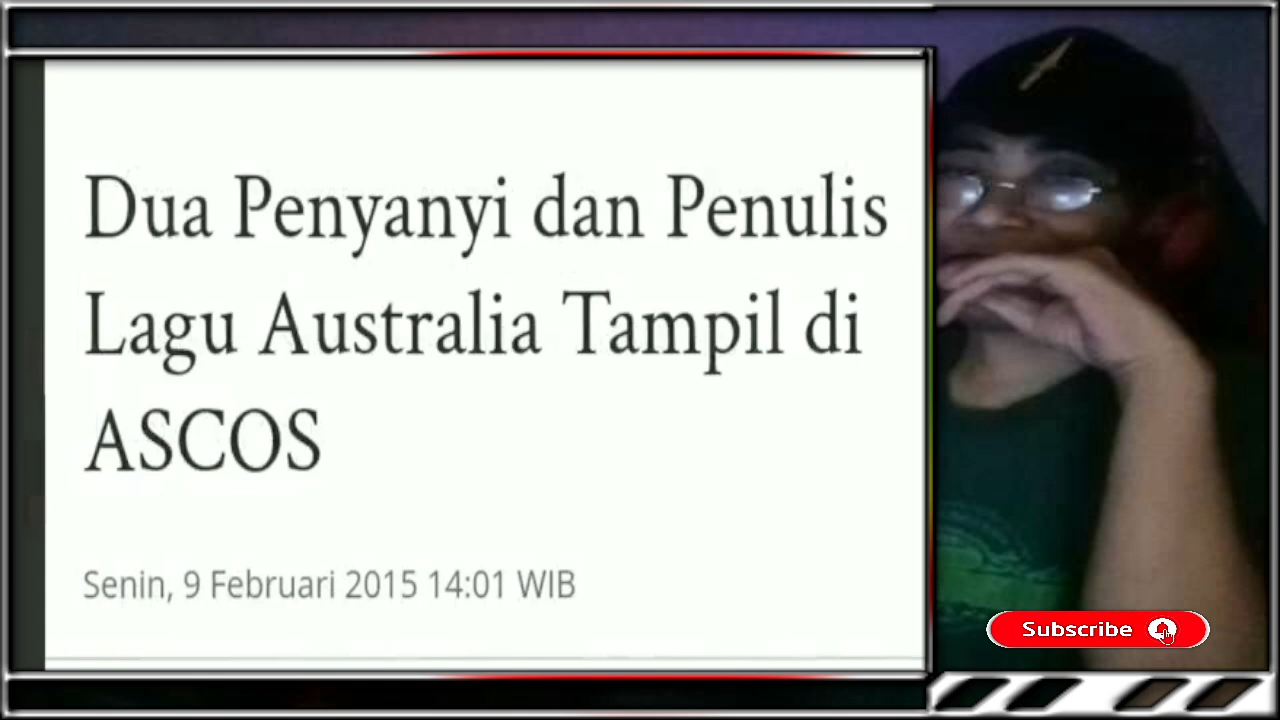 Dua Penyanyi dan Penulis
Lagu Australia Tampil di
ASCOS
Senin, 9 Februari 2015 14:01 WIB
Subscribe